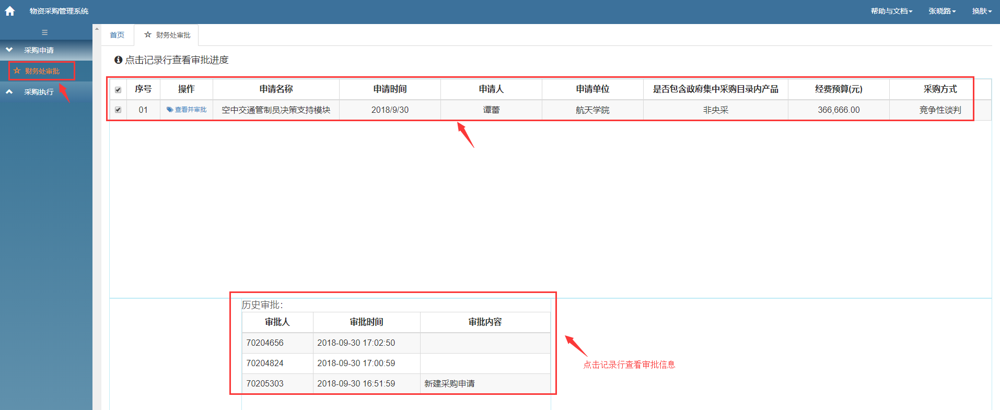 物资采购管理系统 帮助与文档 张晓路 换肤
首页 财务处审批
采购申请
财务处审批
采购执行
点击记录行查看审批进度
序号 操作 申请名称 申请时间 申请人 申请单位 是否包含政府集中采购目录内产品 经费预算(元) 采购方式
01 查看并审批 空中交通管制员决策支持模块 2018/9/30 谭蕾 航天学院 非央采 366,666.00 竞争性谈判
历史审批:
审批人 审批时间 审批内容
70204656 2018-09-30 17:02:50
70204824 2018-09-30 17:00:59
70205303 2018-09-30 16:51:59 新建采购申请
点击记录行查看审批信息